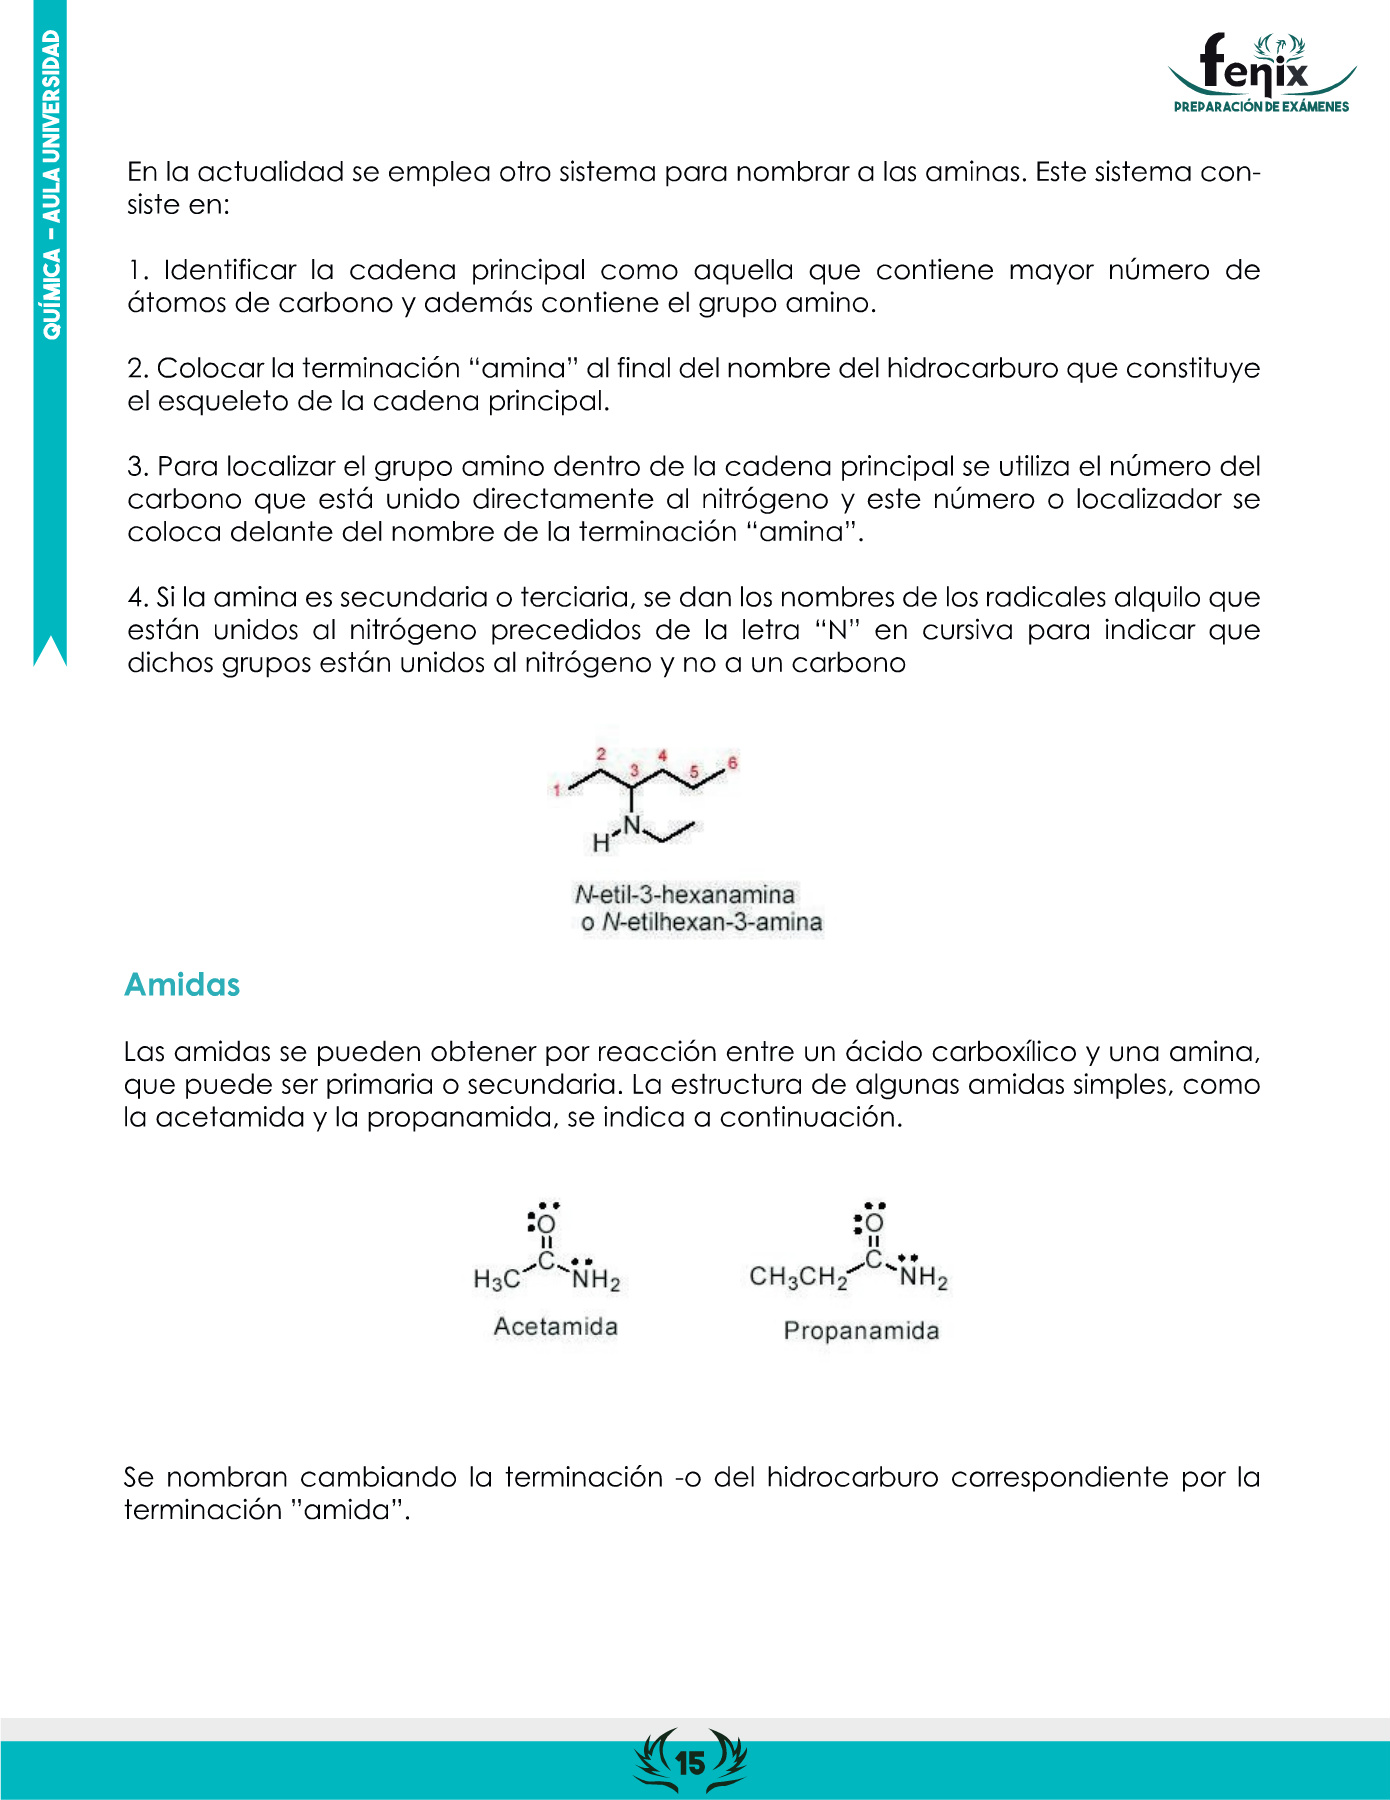 QUÍMICA - AULA UNIVERSIDAD
fenix
PREPARACIÓN DE EXÁMENES
En la actualidad se emplea otro sistema para nombrar a las aminas. Este sistema con-
siste en:
1. Identificar la cadena principal como aquella que contiene mayor número de
átomos de carbono y además contiene el grupo amino.
2. Colocar la terminación “amina” al final del nombre del hidrocarburo que constituye
el esqueleto de la cadena principal.
3. Para localizar el grupo amino dentro de la cadena principal se utiliza el número del
carbono que está unido directamente al nitrógeno y este número o localizador se
coloca delante del nombre de la terminación “amina”.
4. Si la amina es secundaria o terciaria, se dan los nombres de los radicales alquilo que
están unidos al nitrógeno precedidos de la letra “N” en cursiva para indicar que
dichos grupos están unidos al nitrógeno y no a un carbono
1 2 3 4 5 6
H N
N-etil-3-hexanamina
o N-etilhexan-3-amina
Amidas
Las amidas se pueden obtener por reacción entre un ácido carboxílico y una amina,
que puede ser primaria o secundaria. La estructura de algunas amidas simples, como
la acetamida y la propanamida, se indica a continuación.
O O
C C
H₃C NH₂ CH₃CH₂ NH₂
Acetamida Propanamida
Se nombran cambiando la terminación -o del hidrocarburo correspondiente por la
terminación ”amida”.
15